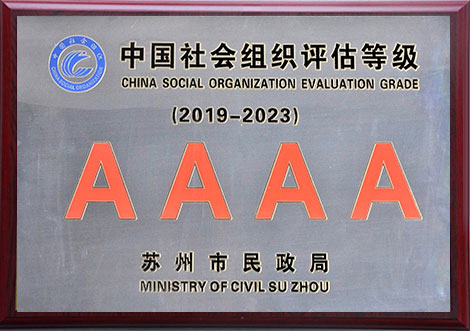 中国社会组织评估等级
CHINA SOCIAL ORGANIZATION EVALUATION GRADE
(2019-2023)
AAAA
苏州市民政局
MINISTRY OF CIVIL SU ZHOU